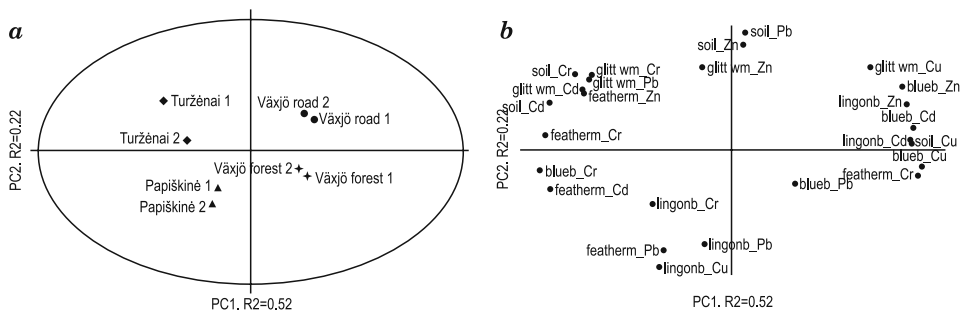 a
Turžėnai 1
Turžėnai 2
Växjö road 2
Växjö road 1
Växjö forest 2
Växjö forest 1
Papiškinė 1
Papiškinė 2
PC2. R2=0.22
PC1. R2=0.52
b
soil_Pb
soil_Zn
glitt wm_Zn
glitt wm_Cu
soil_Cr
glitt wm_Cr
glitt wm_Pb
glitt wm_Cd
featherm_Zn
soil_Cd
featherm_Cr
blueb_Zn
lingonb_Zn
blueb_Cd
lingonb_Cd
soil_Cu
blueb_Cu
featherm_Cr
blueb_Pb
blueb_Cr
featherm_Cd
lingonb_Cr
lingonb_Pb
featherm_Pb
lingonb_Cu
PC2. R2=0.22
PC1. R2=0.52